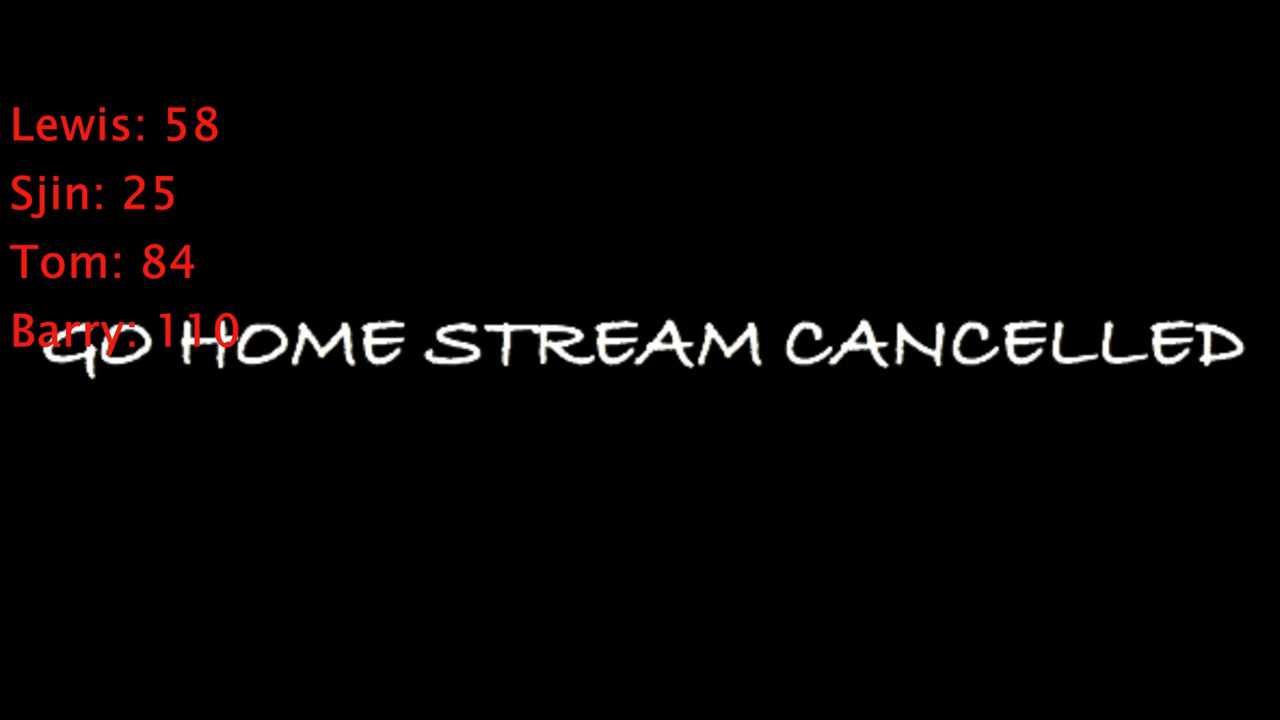 Lewis: 58
Sjin: 25
Tom: 84
Barry: 110
GO HOME STREAM CANCELLED